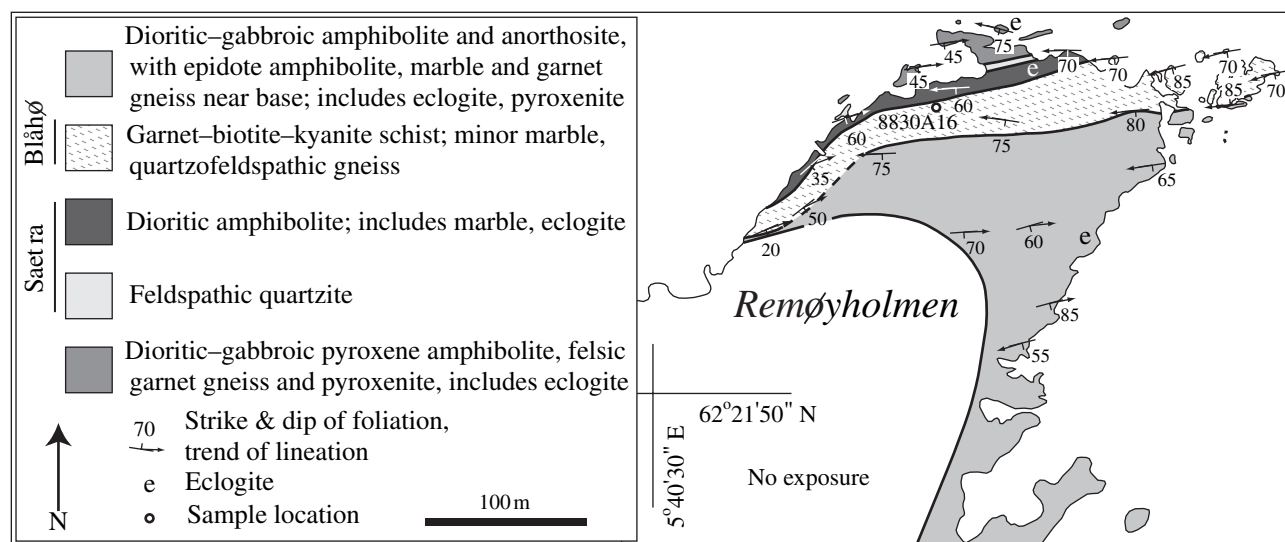 Dioritic–gabbroic amphibolite and anorthosite,
with epidote amphibolite, marble and garnet
gneiss near base; includes eclogite, pyroxenite
Blåhø
Garnet–biotite–kyanite schist; minor marble,
quartzofeldspathic gneiss
Saetra
Dioritic amphibolite; includes marble, eclogite
Feldspathic quartzite
Dioritic–gabbroic pyroxene amphibolite, felsic
garnet gneiss and pyroxenite, includes eclogite
70
Strike & dip of foliation,
trend of lineation
e
Eclogite
Sample location
N
100 m
e
75
45
45
70
e
70
60
8830A16
60
85
70
85
70
80
75
75
35
65
50
20
70
60
e
Remøyholmen
85
55
62°21'50" N
5°40'30" E
No exposure